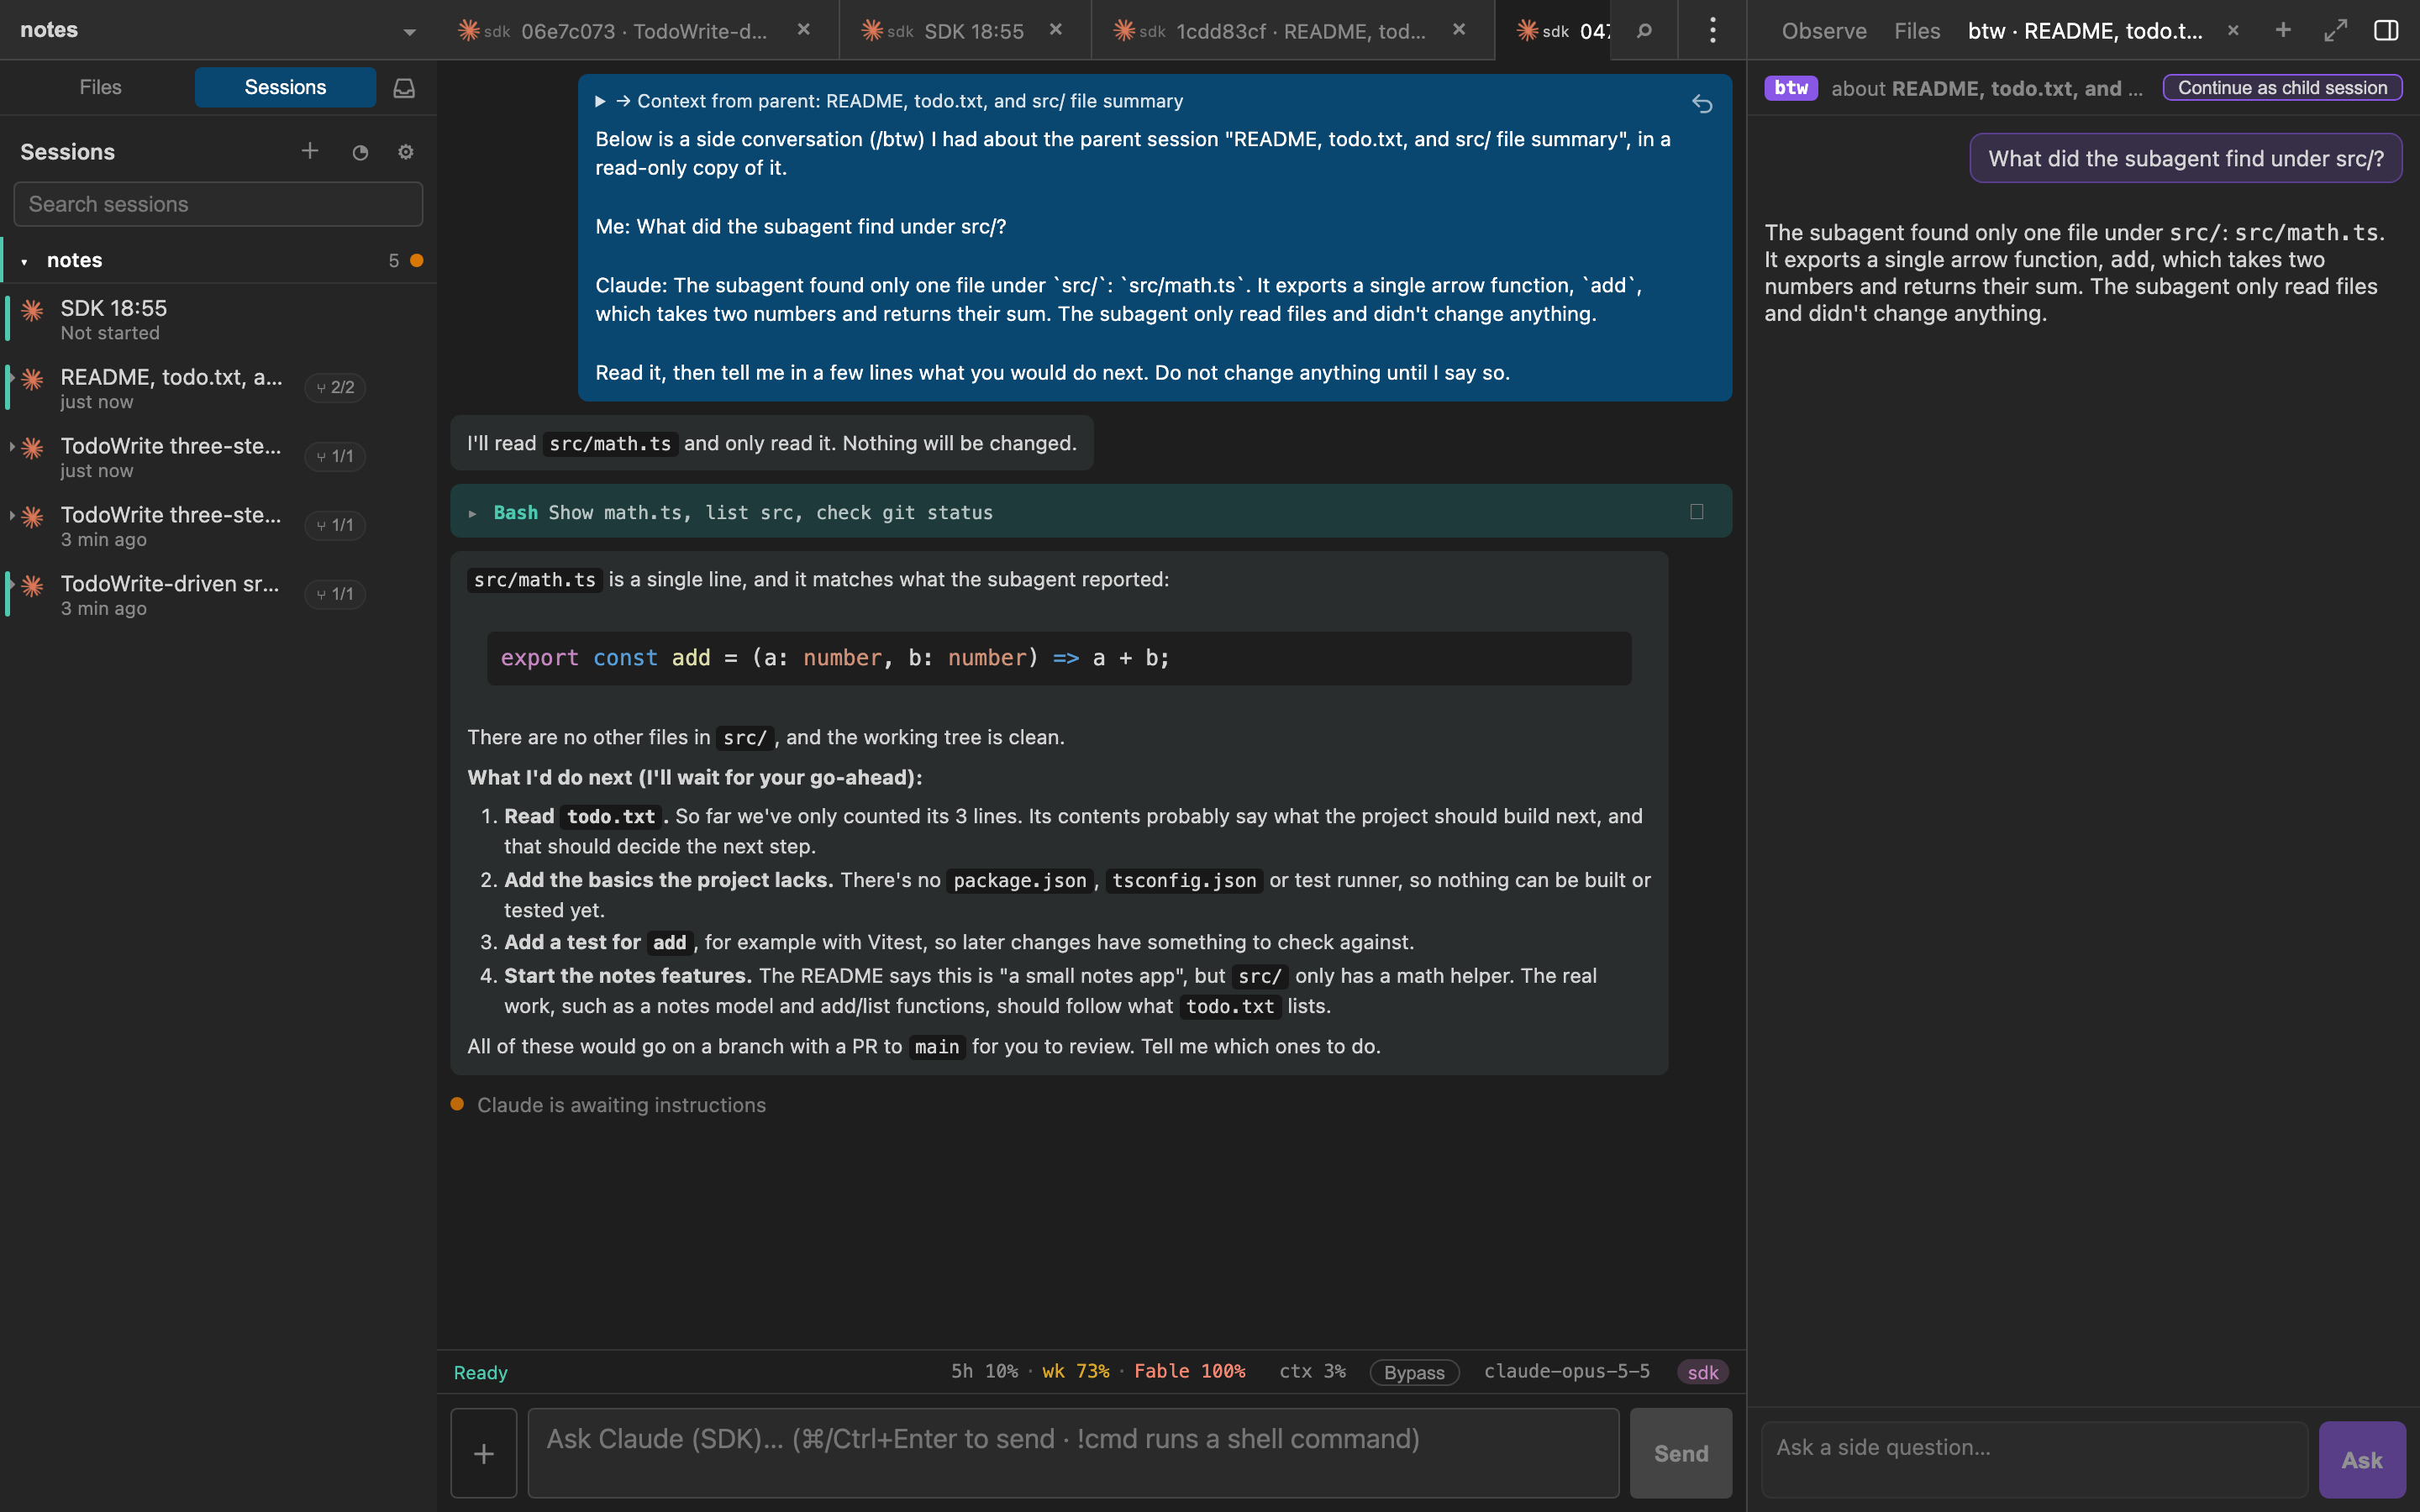 notes
sdk 06e7c073 · TodoWrite-d...
sdk SDK 18:55
sdk 1cdd83cf · README, tod...
sdk 047
Observe
Files
btw · README, todo.t...
Files
Sessions
Sessions
Search sessions
notes
5
SDK 18:55
Not started
README, todo.txt, a...
2/2
just now
TodoWrite three-ste...
1/1
just now
TodoWrite three-ste...
1/1
3 min ago
TodoWrite-driven sr...
1/1
3 min ago
→ Context from parent: README, todo.txt, and src/ file summary
Below is a side conversation (/btw) I had about the parent session "README, todo.txt, and src/ file summary", in a
read-only copy of it.
Me: What did the subagent find under src/?
Claude: The subagent found only one file under `src/`: `src/math.ts`. It exports a single arrow function, `add`,
which takes two numbers and returns their sum. The subagent only read files and didn't change anything.
Read it, then tell me in a few lines what you would do next. Do not change anything until I say so.
I'll read src/math.ts and only read it. Nothing will be changed.
Bash Show math.ts, list src, check git status
src/math.ts is a single line, and it matches what the subagent reported:
export const add = (a: number, b: number) => a + b;
There are no other files in src/, and the working tree is clean.
What I'd do next (I'll wait for your go-ahead):
1. Read todo.txt. So far we've only counted its 3 lines. Its contents probably say what the project should build next, and
that should decide the next step.
2. Add the basics the project lacks. There's no package.json, tsconfig.json or test runner, so nothing can be built or
tested yet.
3. Add a test for add, for example with Vitest, so later changes have something to check against.
4. Start the notes features. The README says this is "a small notes app", but src/ only has a math helper. The real
work, such as a notes model and add/list functions, should follow what todo.txt lists.
All of these would go on a branch with a PR to main for you to review. Tell me which ones to do.
Claude is awaiting instructions
Ready
5h 10% · wk 73% · Fable 100%
ctx 3%
Bypass
claude-opus-5-5
sdk
Ask Claude (SDK)... (⌘/Ctrl+Enter to send · !cmd runs a shell command)
Send
btw about README, todo.txt, and ...
Continue as child session
What did the subagent find under src/?
The subagent found only one file under src/: src/math.ts.
It exports a single arrow function, add, which takes two
numbers and returns their sum. The subagent only read files
and didn't change anything.
Ask a side question...
Ask